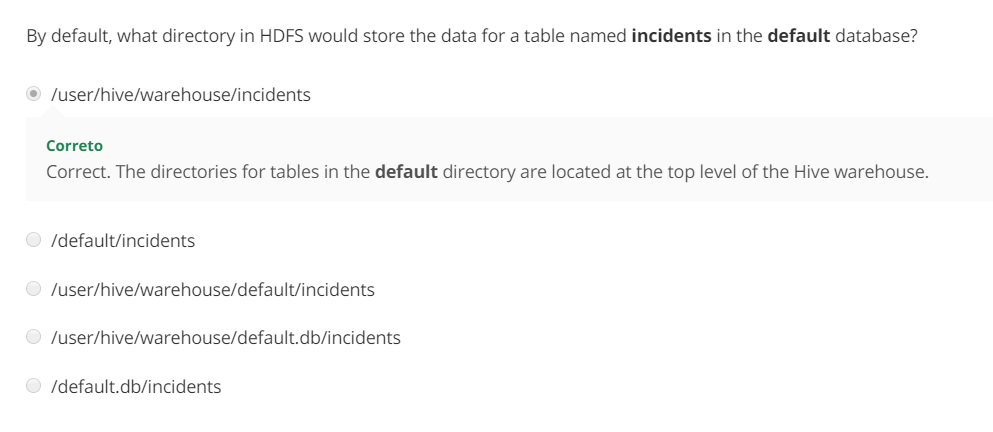 By default, what directory in HDFS would store the data for a table named incidents in the default database?
/user/hive/warehouse/incidents
Correto
Correct. The directories for tables in the default directory are located at the top level of the Hive warehouse.
/default/incidents
/user/hive/warehouse/default/incidents
/user/hive/warehouse/default.db/incidents
/default.db/incidents